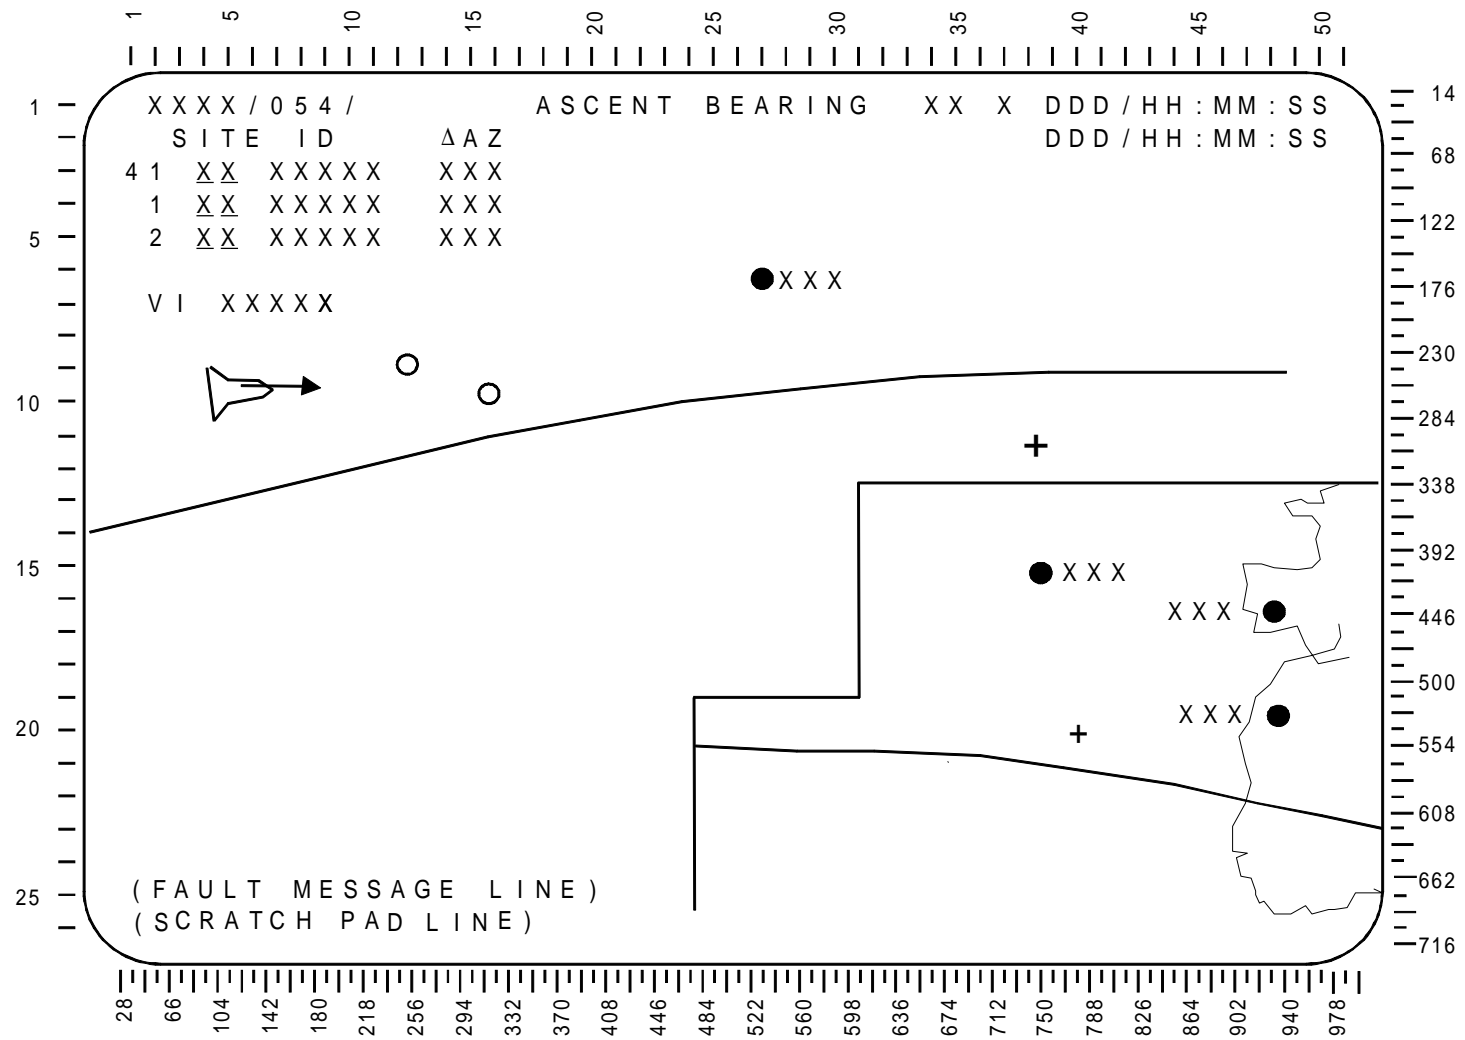 1 5 10 15 20 25 30 35 40 45 50
1 XXXX/054/ ASCENT BEARING XX X DDD/HH:MM:SS 14
SITE ID ΔAZ DDD/HH:MM:SS
68
41 XX XXXXX XXX
1 XX XXXXX XXX
122
5 2 XX XXXXX XXX
XXX
176
VI XXXXX
230
10
284
338
392
15 XXX
XXX 446
500
XXX
20
554
608
662
25 (FAULT MESSAGE LINE)
(SCRATCH PAD LINE)
716
28 66 104 142 180 218 256 294 332 370 408 446 484 522 560 598 636 674 712 750 788 826 864 902 940 978